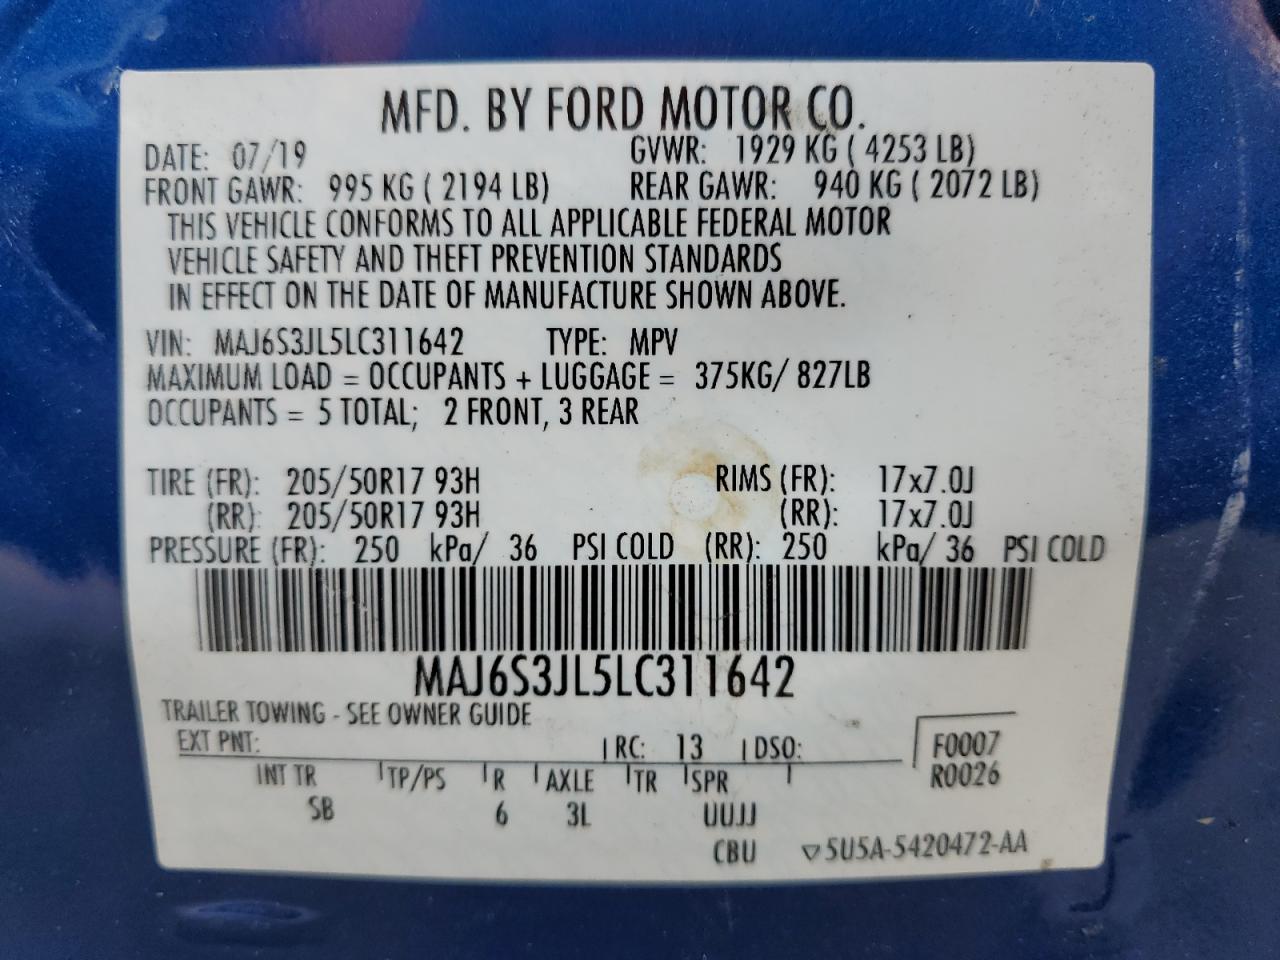 MFD. BY FORD MOTOR CO.
DATE: 07/19 GVWR: 1929 KG ( 4253 LB)
FRONT GAWR: 995 KG ( 2194 LB) REAR GAWR: 940 KG ( 2072 LB)
THIS VEHICLE CONFORMS TO ALL APPLICABLE FEDERAL MOTOR
VEHICLE SAFETY AND THEFT PREVENTION STANDARDS
IN EFFECT ON THE DATE OF MANUFACTURE SHOWN ABOVE.
VIN: MAJ6S3JL5LC311642 TYPE: MPV
MAXIMUM LOAD = OCCUPANTS + LUGGAGE = 375KG/ 827LB
OCCUPANTS = 5 TOTAL; 2 FRONT, 3 REAR
TIRE (FR): 205/50R17 93H RIMS (FR): 17x7.0J
(RR): 205/50R17 93H (RR): 17x7.0J
PRESSURE (FR): 250 kPa/ 36 PSI COLD (RR): 250 kPa/ 36 PSI COLD
MAJ6S3JL5LC311642
TRAILER TOWING - SEE OWNER GUIDE
EXT PNT: RC: 13 DSO: F0007
INT TR TP/PS R AXLE TR SPR R0026
SB 6 3L UUJJ
CBU ▽5U5A-5420472-AA